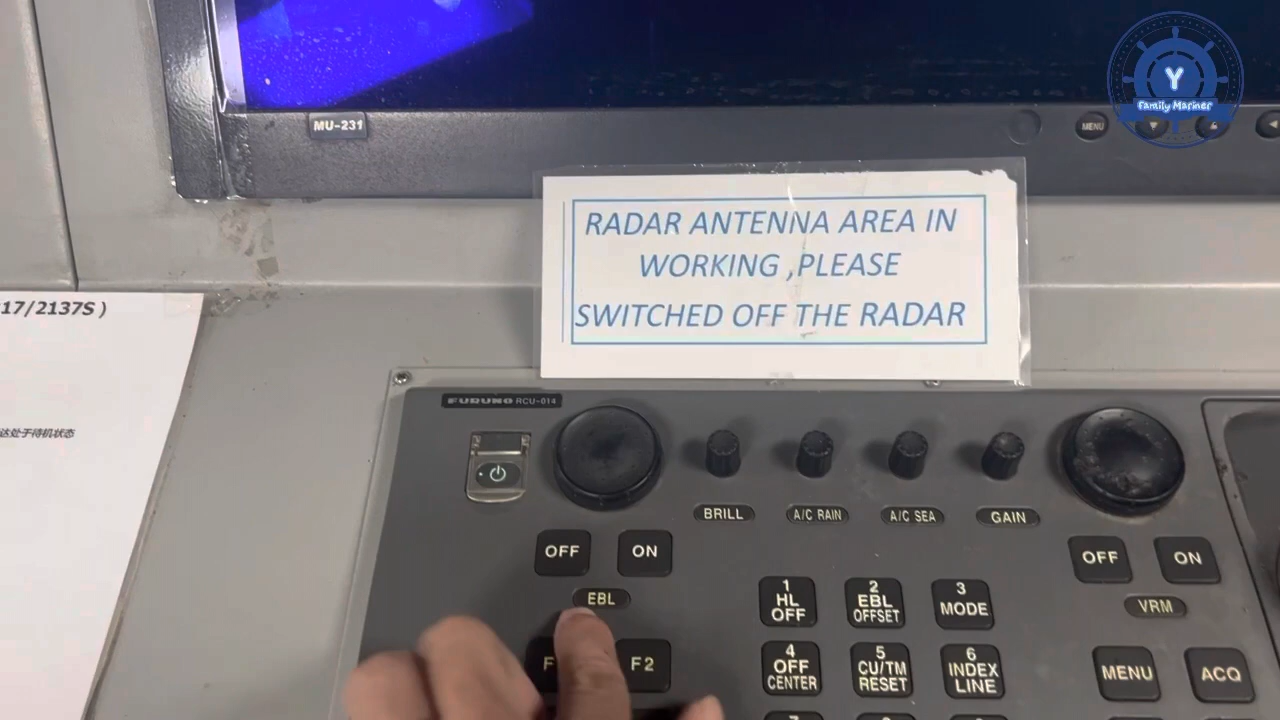 Y
Family Mariner
MU-231
MENU
RADAR ANTENNA AREA IN
WORKING ,PLEASE
SWITCHED OFF THE RADAR
17/2137S )
达处于待机状态
FURUNO RCU-014
BRILL
A/C RAIN
A/C SEA
GAIN
OFF
ON
EBL
OFF
ON
VRM
1
HL
OFF
2
EBL
OFFSET
3
MODE
F2
4
OFF
CENTER
5
CU/TM
RESET
6
INDEX
LINE
MENU
ACQ